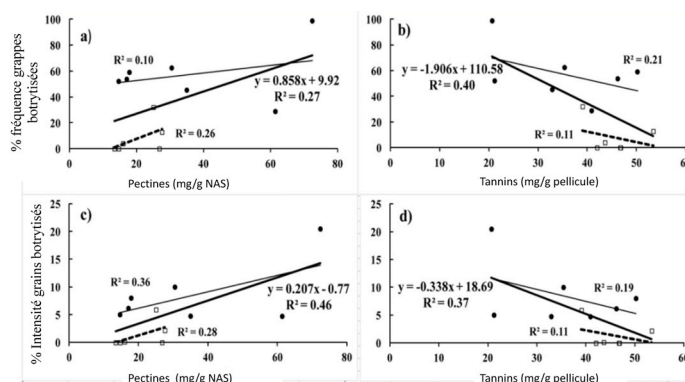 % fréquence grappes
botrytisées
a)
120
100
80
60
40
20
0
R² = 0.10
y = 0.858x + 9.92
R² = 0.27
R² = 0.26
0 20 40 60 80
Pectines (mg/g NAS)
b)
120
100
80
60
40
20
0
R² = 0.21
y = -1.906x + 110.58
R² = 0.40
R² = 0.11
0 10 20 30 40 50 60
Tannins (mg/g pellicule)
% Intensité grains botrytisés
c)
25
20
15
10
5
0
R² = 0.36
y = 0.207x - 0.77
R² = 0.46
R² = 0.28
0 20 40 60 80
Pectines (mg/g NAS)
d)
25
20
15
10
5
0
y = -0.338x + 18.69
R² = 0.37
R² = 0.19
R² = 0.11
0 10 20 30 40 50 60
Tannins (mg/g pellicule)